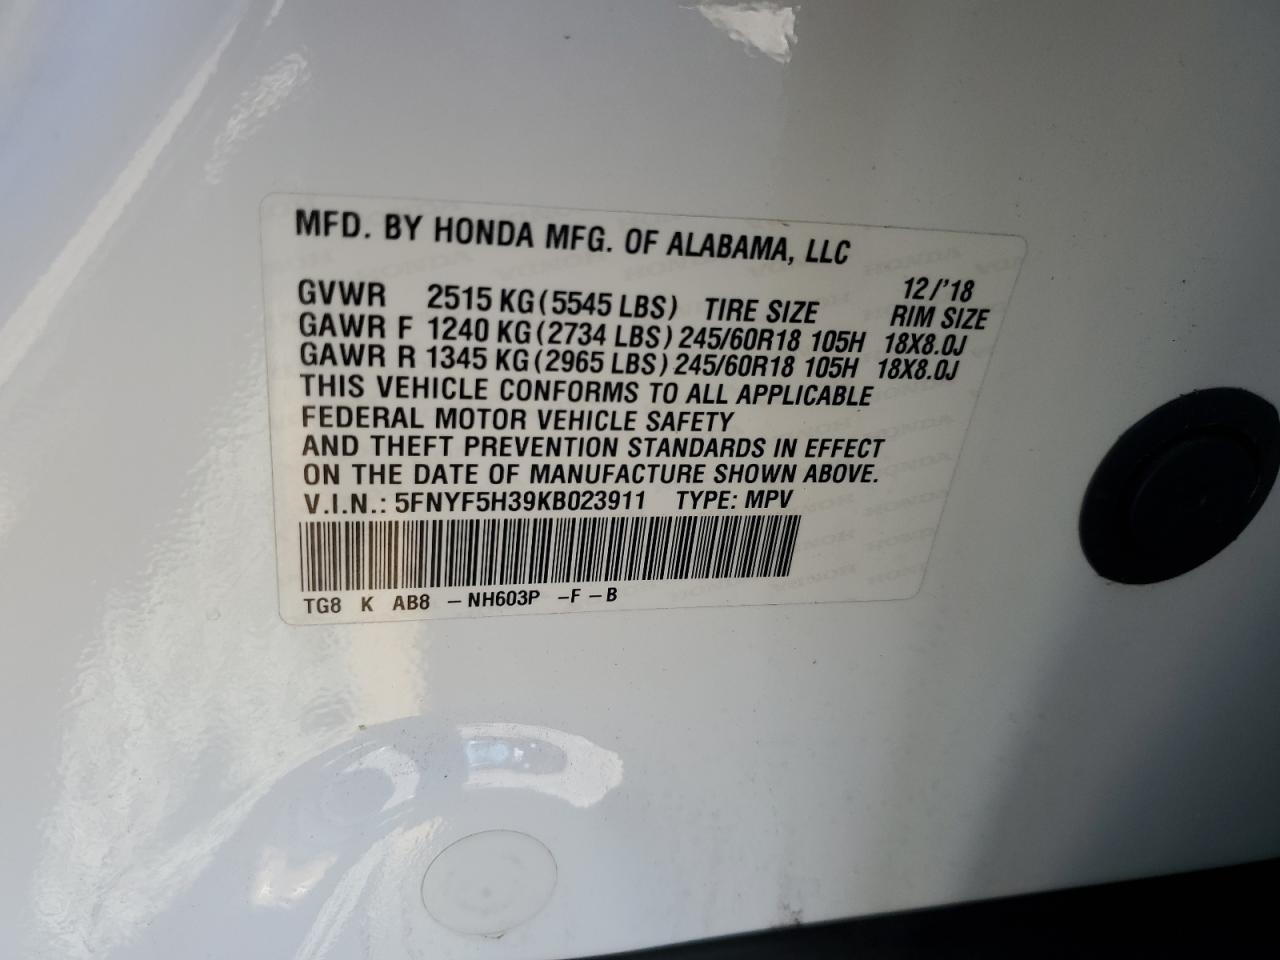 MFD. BY HONDA MFG. OF ALABAMA, LLC
12/'18
GVWR 2515 KG (5545 LBS) TIRE SIZE RIM SIZE
GAWR F 1240 KG (2734 LBS) 245/60R18 105H 18X8.0J
GAWR R 1345 KG (2965 LBS) 245/60R18 105H 18X8.0J
THIS VEHICLE CONFORMS TO ALL APPLICABLE
FEDERAL MOTOR VEHICLE SAFETY
AND THEFT PREVENTION STANDARDS IN EFFECT
ON THE DATE OF MANUFACTURE SHOWN ABOVE.
V.I.N.: 5FNYF5H39KB023911 TYPE: MPV
TG8 K AB8 – NH603P –F – B